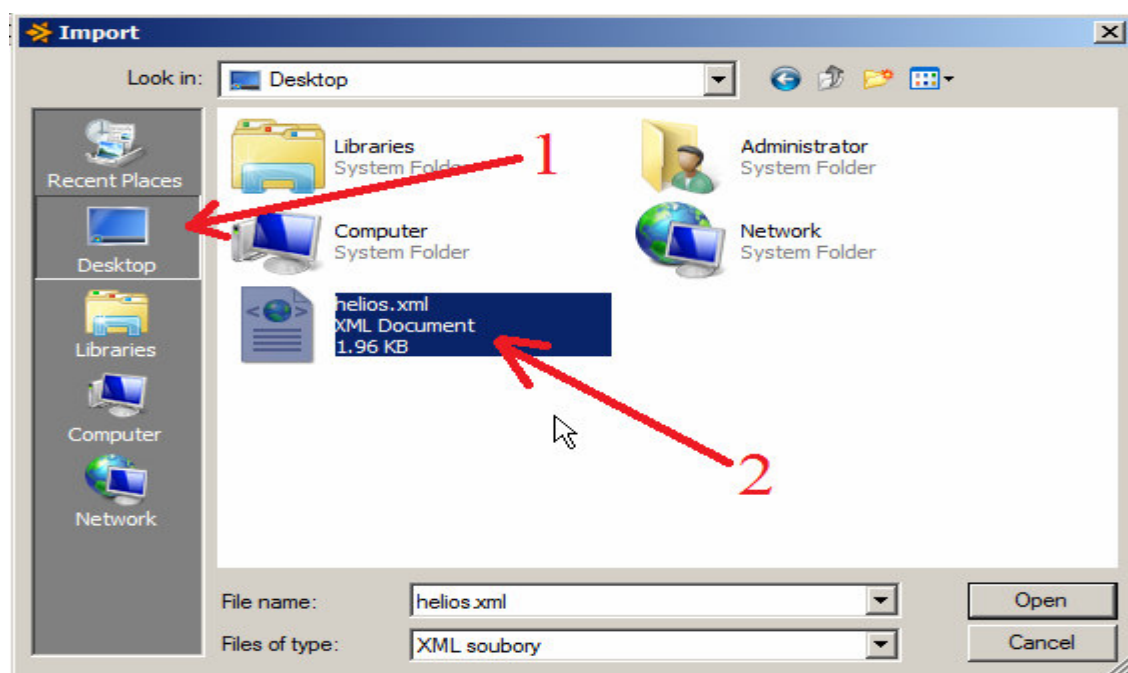 Import
Look in: Desktop
Recent Places
Desktop
Libraries
Computer
Network
Libraries
System Folder
1
Administrator
System Folder
Computer
System Folder
Network
System Folder
helios.xml
XML Document
1.96 KB
2
File name: helios.xml Open
Files of type: XML soubory Cancel